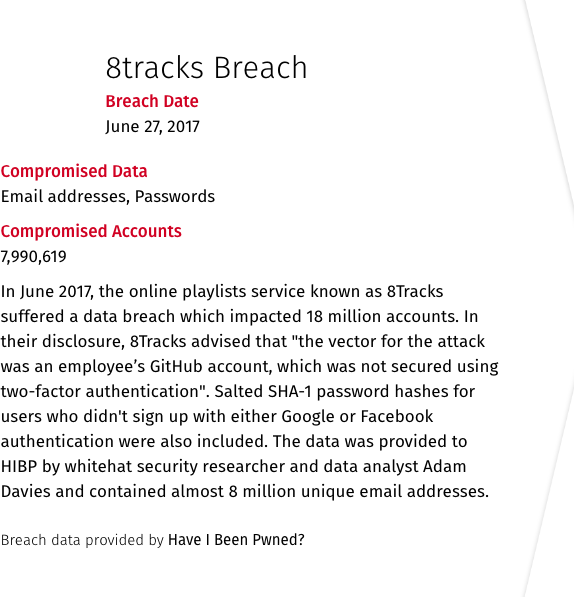 8tracks Breach
Breach Date
June 27, 2017
Compromised Data
Email addresses, Passwords
Compromised Accounts
7,990,619
In June 2017, the online playlists service known as 8Tracks
suffered a data breach which impacted 18 million accounts. In
their disclosure, 8Tracks advised that "the vector for the attack
was an employee’s GitHub account, which was not secured using
two-factor authentication". Salted SHA-1 password hashes for
users who didn't sign up with either Google or Facebook
authentication were also included. The data was provided to
HIBP by whitehat security researcher and data analyst Adam
Davies and contained almost 8 million unique email addresses.
Breach data provided by Have I Been Pwned?